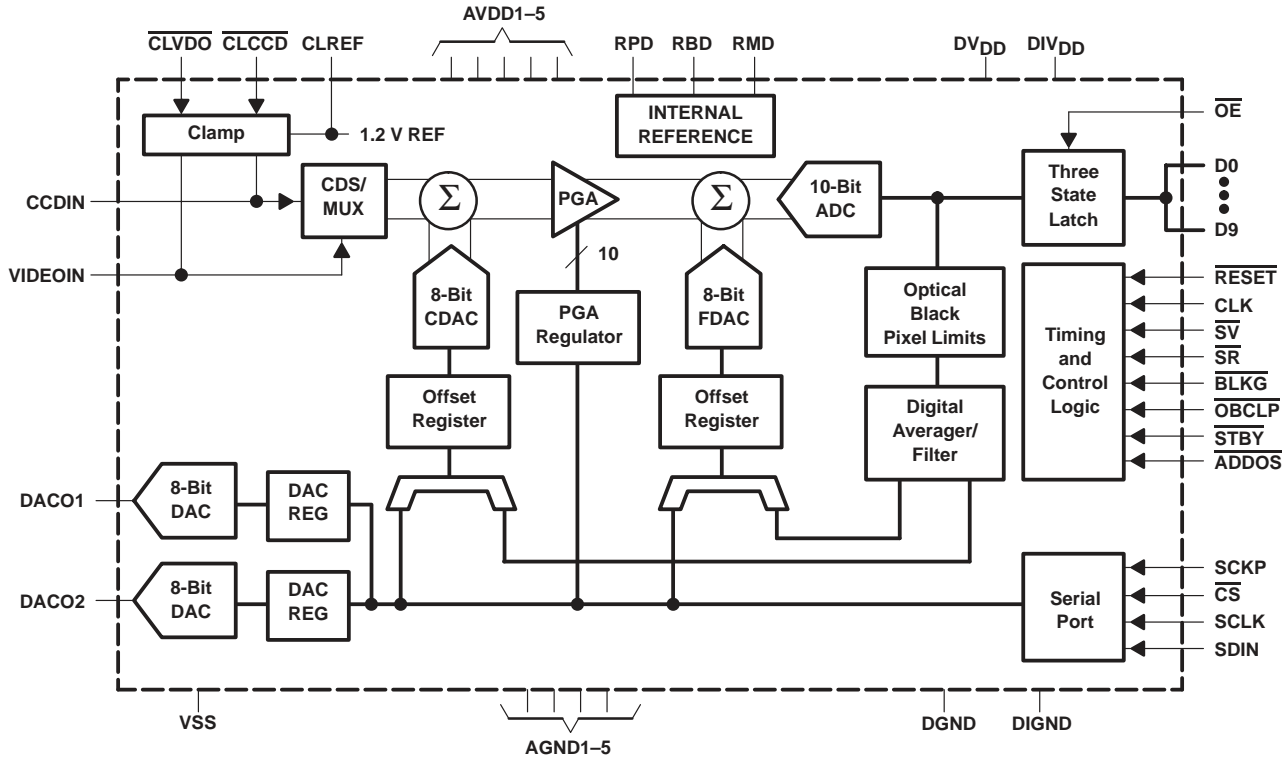 AVDD1–5
CLVDO CLCCD CLREF
RPD RBD RMD
DVDD DIVDD
INTERNAL
REFERENCE
OE
Clamp
1.2 V REF
CCDIN
CDS/
MUX
Σ
PGA
Σ
10-Bit
ADC
Three
State
Latch
D0
D9
VIDEOIN
10
8-Bit
CDAC
PGA
Regulator
8-Bit
FDAC
Optical
Black
Pixel Limits
Timing
and
Control
Logic
RESET
CLK
SV
SR
BLKG
OBCLP
STBY
ADDOS
Offset
Register
Offset
Register
Digital
Averager/
Filter
DACO1
8-Bit
DAC
DAC
REG
DACO2
8-Bit
DAC
DAC
REG
Serial
Port
SCKP
CS
SCLK
SDIN
VSS
AGND1–5
DGND
DIGND